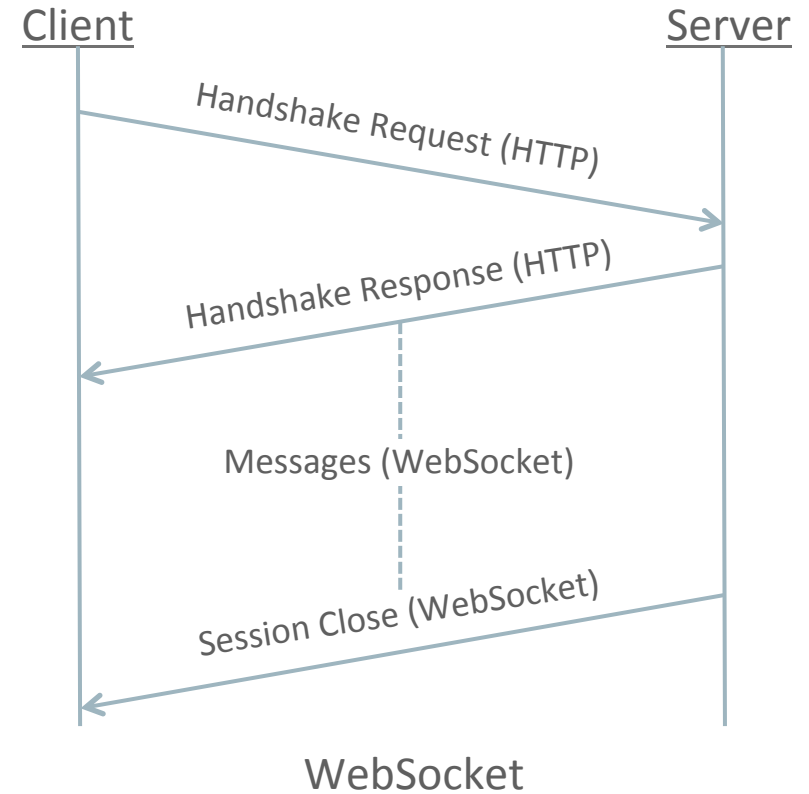 Client
Server
Handshake Request (HTTP)
Handshake Response (HTTP)
Messages (WebSocket)
Session Close (WebSocket)
WebSocket